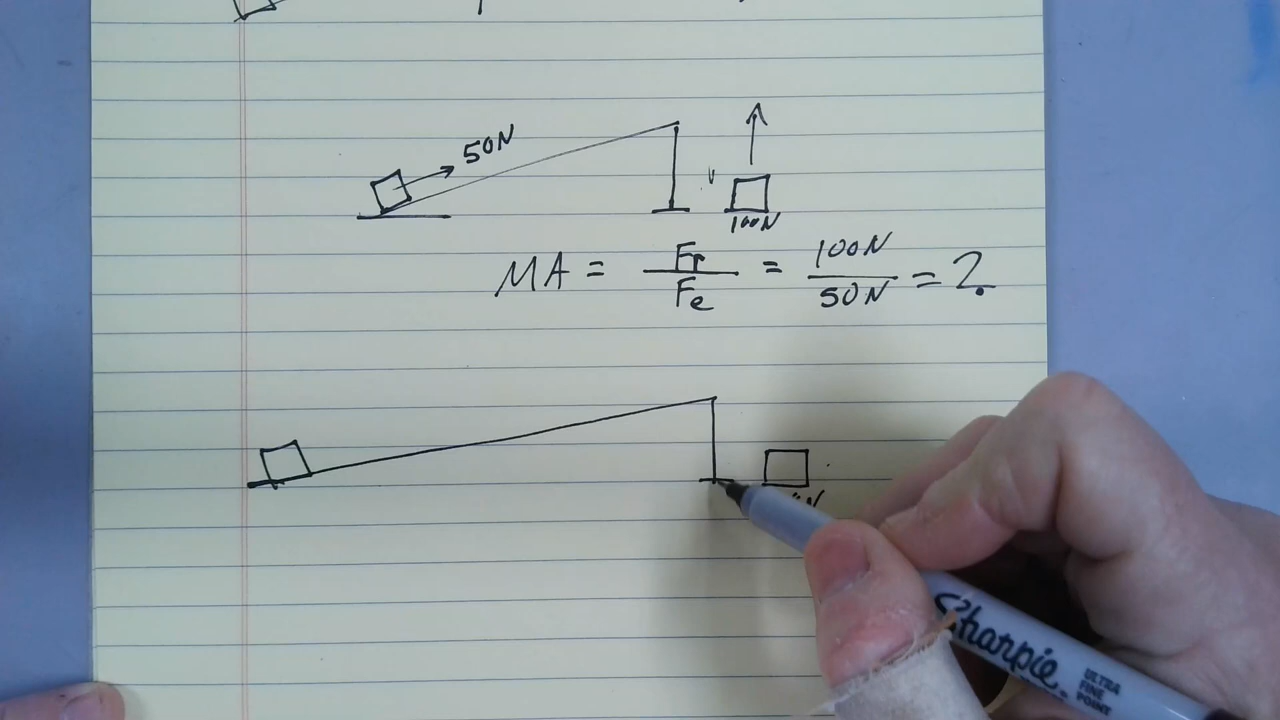 50N
100N
MA = Fr / Fe = 100N / 50N = 2.
Sharpie
ULTRA
FINE
POINT